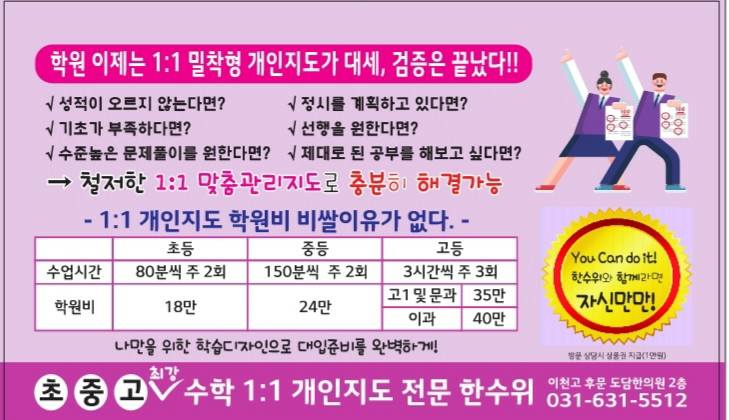 학원 이제는 1:1 밀착형 개인지도가 대세, 검증은 끝났다!!
√ 성적이 오르지 않는다면? √ 정시를 계획하고 있다면?
√ 기초가 부족하다면? √ 선행을 원한다면?
√ 수준높은 문제풀이를 원한다면? √ 제대로 된 공부를 해보고 싶다면?
→ 철저한 1:1 맞춤관리지도로 충분히 해결가능
- 1:1 개인지도 학원비 비쌀이유가 없다. -
초등 중등 고등
수업시간 80분씩 주 2회 150분씩 주 2회 3시간씩 주 3회
학원비 18만 24만 고1 및 문과 35만
이과 40만
나만을 위한 학습디자인으로 대입준비를 완벽하게!
You Can do it!
한수위와 함께라면
자신만만!
방문 상담시 상품권 지급(1만원)
초 중 고 최강 수학 1:1 개인지도 전문 한수위
이천고 후문 도담한의원 2층
031-631-5512